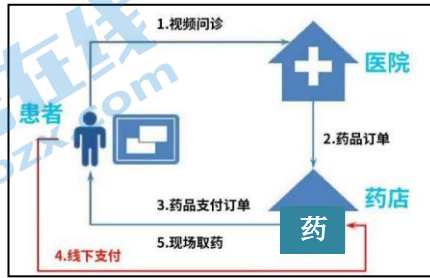 1.视频问诊
医院
患者
2.药品订单
药店
3.药品支付订单
药
5.现场取药
4.线下支付